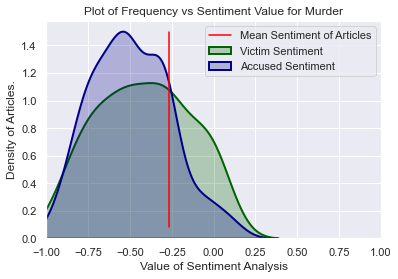 Plot of Frequency vs Sentiment Value for Murder
Mean Sentiment of Articles
Victim Sentiment
Accused Sentiment
Density of Articles.
1.4
1.2
1.0
0.8
0.6
0.4
0.2
0.0
−1.00 −0.75 −0.50 −0.25 0.00 0.25 0.50 0.75 1.00
Value of Sentiment Analysis